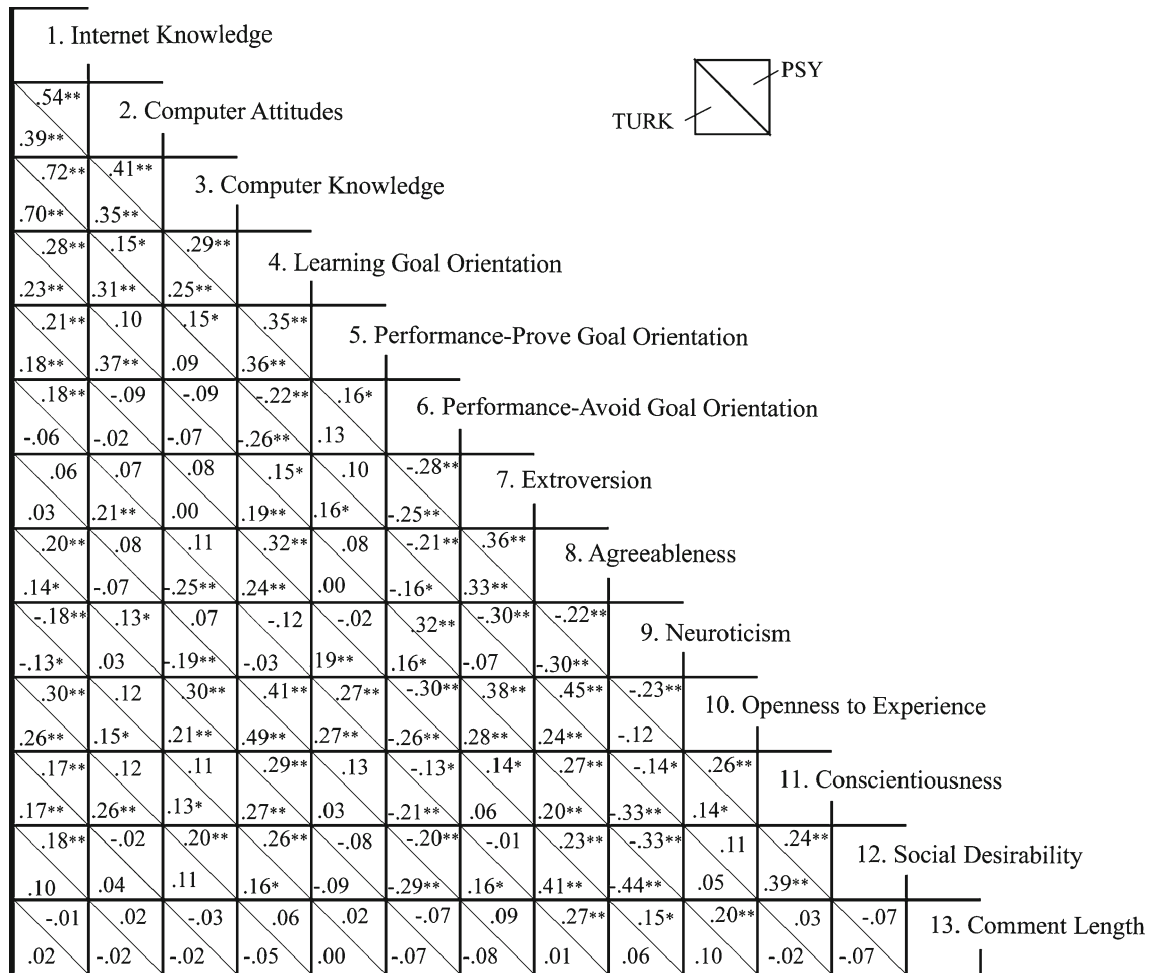 1. Internet Knowledge
PSY
.54**
2. Computer Attitudes
TURK
.39**
.72** .41**
3. Computer Knowledge
.70** .35**
.28** .15* .29**
4. Learning Goal Orientation
.23** .31** .25**
.21** .10 .15* .35**
5. Performance-Prove Goal Orientation
.18** .37** .09 .36**
.18** -.09 -.09 -.22** .16*
6. Performance-Avoid Goal Orientation
-.06 -.02 -.07 -.26** .13
.06 .07 .08 .15* .10 -.28**
7. Extroversion
.03 .21** .00 .19** .16* -.25**
.20** .08 .11 .32** .08 -.21** .36**
8. Agreeableness
.14* -.07 -.25** .24** .00 -.16* .33**
-.18** .13* .07 -.12 -.02 .32** -.30** -.22**
9. Neuroticism
-.13* .03 -.19** -.03 19** .16* -.07 -.30**
.30** .12 .30** .41** .27** -.30** .38** .45** -.23**
10. Openness to Experience
.26** .15* .21** .49** .27** -.26** .28** .24** -.12
.17** .12 .11 .29** .13 -.13* .14* .27** -.14* .26**
11. Conscientiousness
.17** .26** .13* .27** .03 -.21** .06 .20** -.33** .14*
.18** -.02 .20** .26** -.08 -.20** -.01 .23** -.33** .11 .24**
12. Social Desirability
.10 .04 .11 .16* -.09 -.29** .16* .41** -.44** .05 .39**
-.01 .02 -.03 .06 .02 -.07 .09 .27** .15* .20** .03 -.07
13. Comment Length
.02 -.02 -.02 -.05 .00 -.07 -.08 .01 .06 .10 -.02 -.07